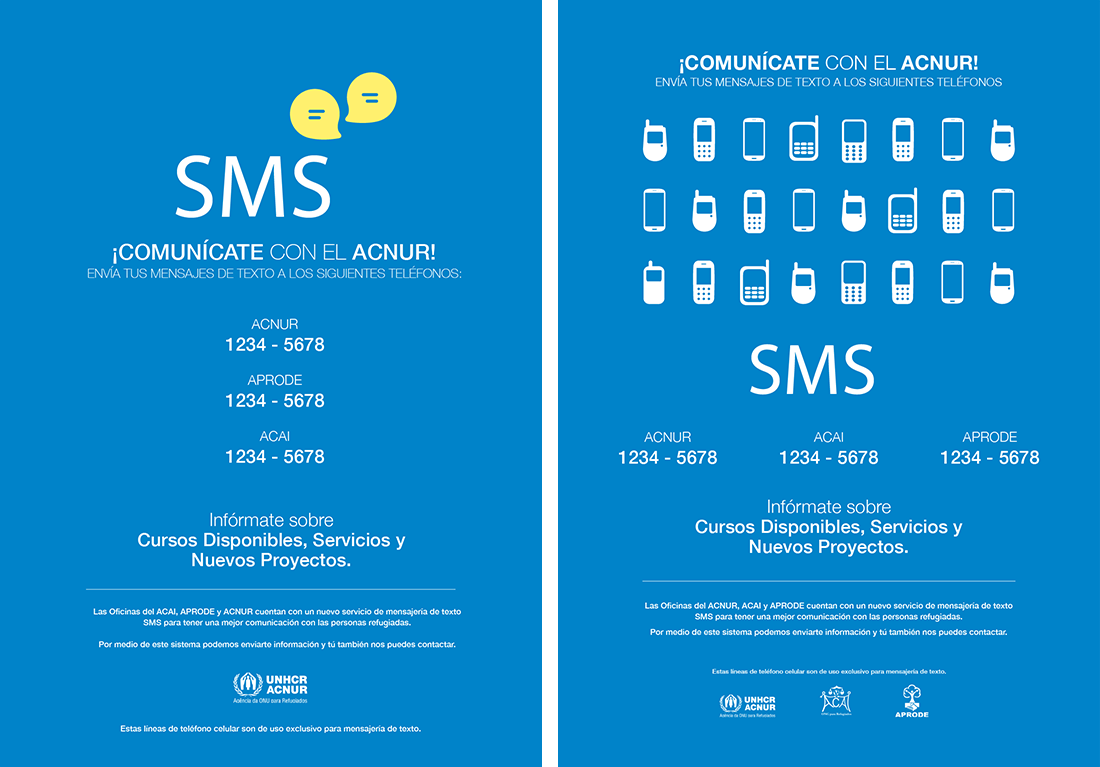 SMS
¡COMUNÍCATE CON EL ACNUR!
ENVÍA TUS MENSAJES DE TEXTO A LOS SIGUIENTES TELÉFONOS:
ACNUR
1234 - 5678
APRODE
1234 - 5678
ACAI
1234 - 5678
Infórmate sobre
Cursos Disponibles, Servicios y
Nuevos Proyectos.
Las Oficinas del ACAI, APRODE y ACNUR cuentan con un nuevo servicio de mensajería de texto
SMS para tener una mejor comunicación con las personas refugiadas.
Por medio de este sistema podemos enviarte información y tú también nos puedes contactar.
UNHCR
ACNUR
Agência da ONU para Refugiados
Estas lineas de teléfono celular son de uso exclusivo para mensajería de texto.
¡COMUNÍCATE CON EL ACNUR!
ENVÍA TUS MENSAJES DE TEXTO A LOS SIGUIENTES TELÉFONOS
SMS
ACNUR ACAI APRODE
1234 - 5678 1234 - 5678 1234 - 5678
Infórmate sobre
Cursos Disponibles, Servicios y
Nuevos Proyectos.
Las Oficinas del ACNUR, ACAI y APRODE cuentan con un nuevo servicio de mensajería de texto
SMS para tener una mejor comunicación con las personas refugiadas.
Por medio de este sistema podemos enviarte información y tú también nos puedes contactar.
Estas lineas de teléfono celular son de uso exclusivo para mensajería de texto.
UNHCR
ACNUR
Agência da ONU para Refugiados
ACAI
APRODE